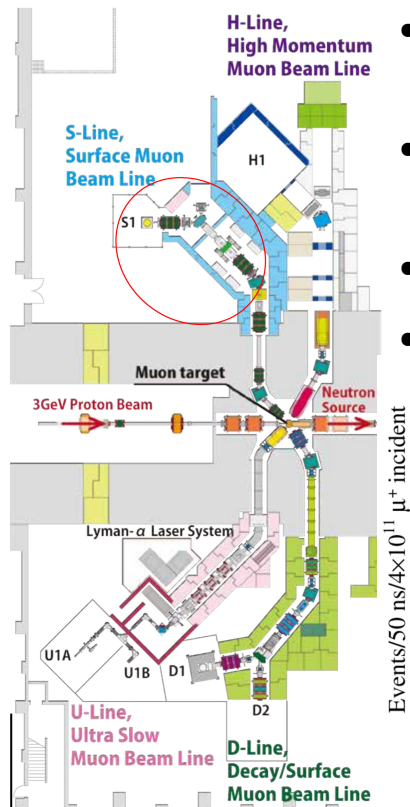 H-Line,
High Momentum
Muon Beam Line
S-Line,
Surface Muon
Beam Line
H1
S1
Muon target
3GeV Proton Beam
Neutron
Source
Lyman-α Laser System
U1A
U1B
D1
D2
U-Line,
Ultra Slow
Muon Beam Line
D-Line,
Decay/Surface
Muon Beam Line
Events/50 ns/4×10¹¹ μ⁺ incident